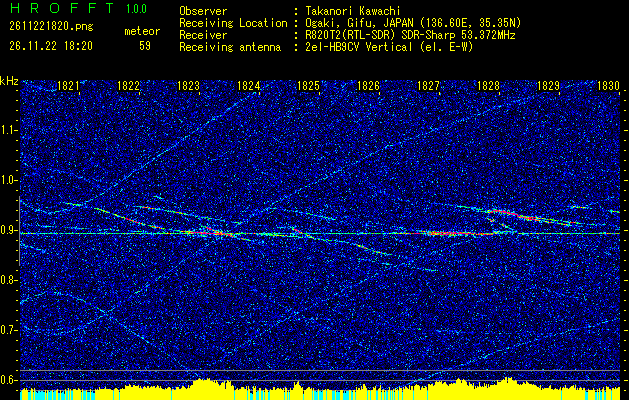 HROFFT 1.0.0
2611221820.png
meteor
26.11.22 18:20 59
Observer : Takanori Kawachi
Receiving Location : Ogaki, Gifu, JAPAN (136.60E, 35.35N)
Receiver : R820T2(RTL-SDR) SDR-Sharp 53.372MHz
Receiving antenna : 2el-HB9CV Vertical (el. E-W)
kHz 1821 1822 1823 1824 1825 1826 1827 1828 1829 1830
1.1
1.0
0.9
0.8
0.7
0.6